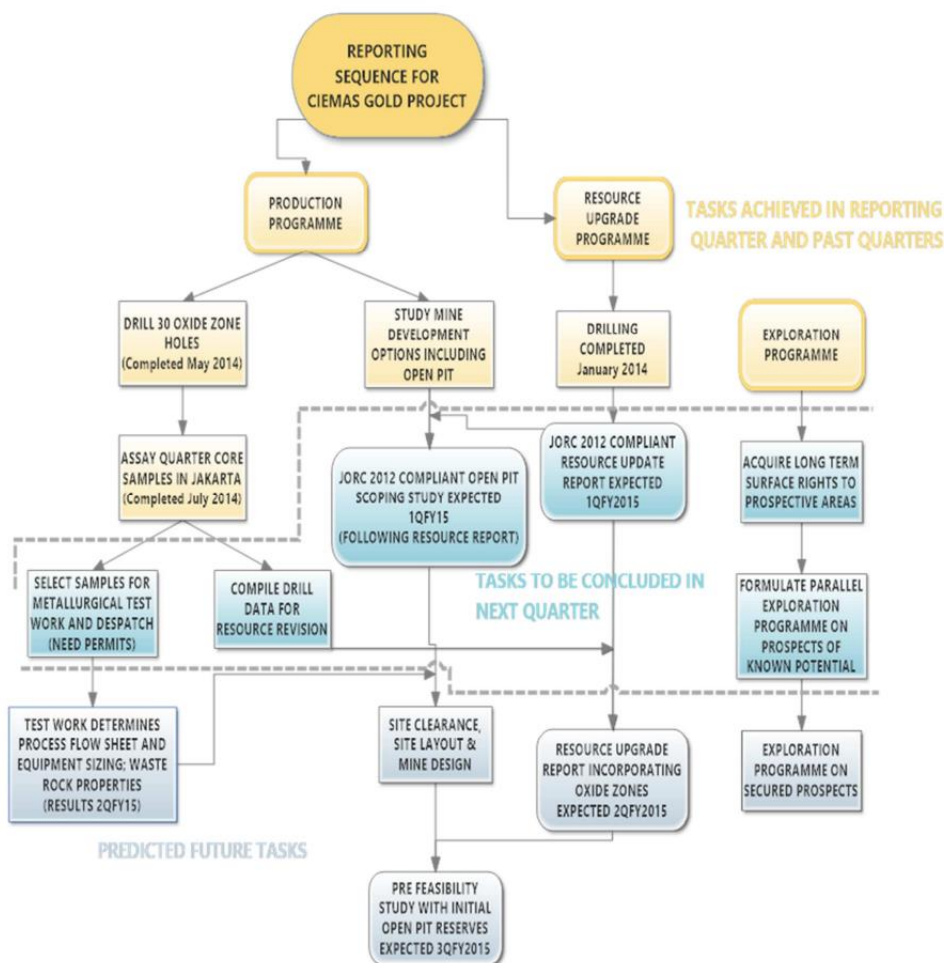 REPORTING
SEQUENCE FOR
CIEMAS GOLD PROJECT
PRODUCTION
PROGRAMME
RESOURCE
UPGRADE
PROGRAMME
TASKS ACHIEVED IN REPORTING
QUARTER AND PAST QUARTERS
DRILL 30 OXIDE ZONE
HOLES
(Completed May 2014)
STUDY MINE
DEVELOPMENT
OPTIONS INCLUDING
OPEN PIT
DRILLING
COMPLETED
January 2014
EXPLORATION
PROGRAMME
ASSAY QUARTER CORE
SAMPLES IN JAKARTA
(Completed July 2014)
JORC 2012 COMPLIANT OPEN PIT
SCOPING STUDY EXPECTED
1QFY15
(FOLLOWING RESOURCE REPORT)
JORC 2012 COMPLIANT
RESOURCE UPDATE
REPORT EXPECTED
1QFY2015
ACQUIRE LONG TERM
SURFACE RIGHTS TO
PROSPECTIVE AREAS
SELECT SAMPLES FOR
METALLURGICAL TEST
WORK AND DESPATCH
(NEED PERMITS)
COMPILE DRILL
DATA FOR
RESOURCE REVISION
TASKS TO BE CONCLUDED IN
NEXT QUARTER
FORMULATE PARALLEL
EXPLORATION
PROGRAMME ON
PROSPECTS OF
KNOWN POTENTIAL
TEST WORK DETERMINES
PROCESS FLOW SHEET AND
EQUIPMENT SIZING; WASTE
ROCK PROPERTIES
(RESULTS 2QFY15)
SITE CLEARANCE,
SITE LAYOUT &
MINE DESIGN
RESOURCE UPGRADE
REPORT INCORPORATING
OXIDE ZONES
EXPECTED 2QFY2015
EXPLORATION
PROGRAMME ON
SECURED PROSPECTS
PREDICTED FUTURE TASKS
PRE FEASIBILITY
STUDY WITH INITIAL
OPEN PIT RESERVES
EXPECTED 3QFY2015